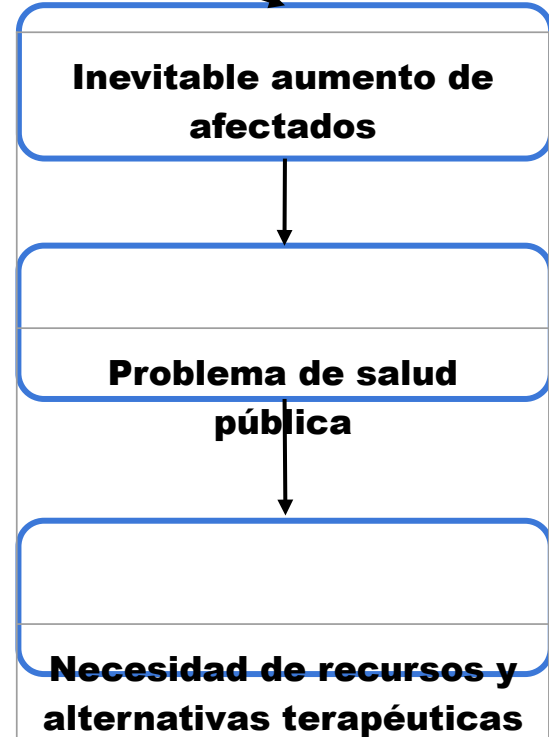 Inevitable aumento de
afectados
Problema de salud
pública
Necesidad de recursos y
alternativas terapéuticas